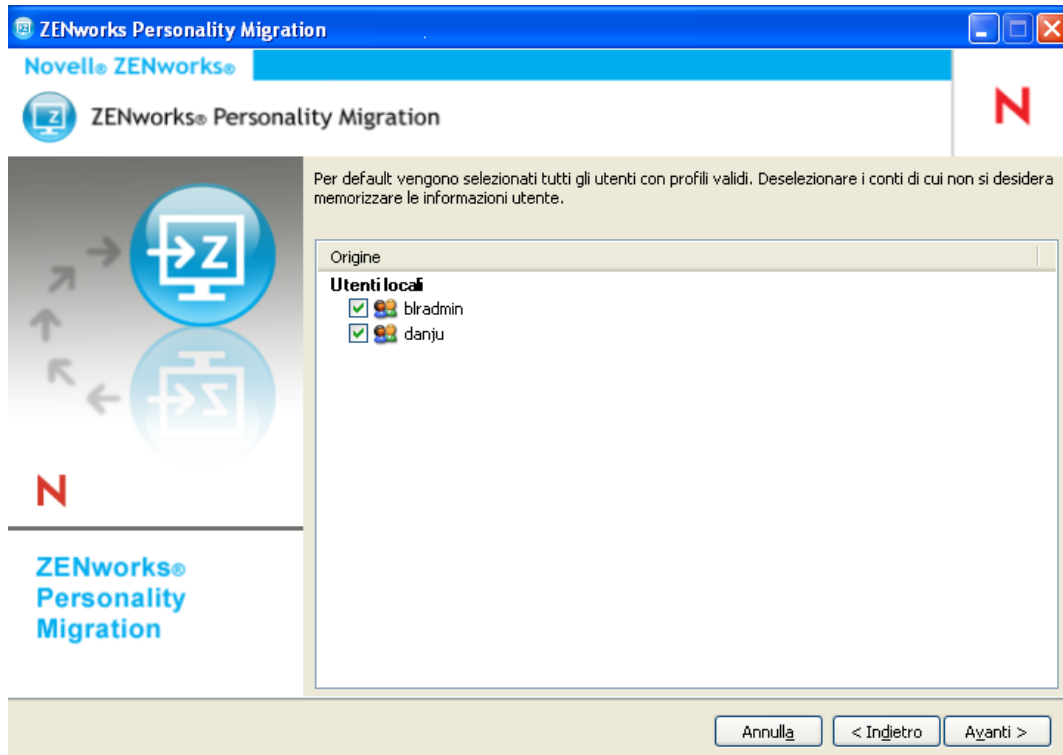 ZENworks Personality Migration
Novell® ZENworks®
ZENworks® Personality Migration
N
Per default vengono selezionati tutti gli utenti con profili validi. Deselezionare i conti di cui non si desidera
memorizzare le informazioni utente.
Origine
Utenti locali
blradmin
danju
Z
N
ZENworks®
Personality
Migration
Annulla
< Indietro
Avanti >